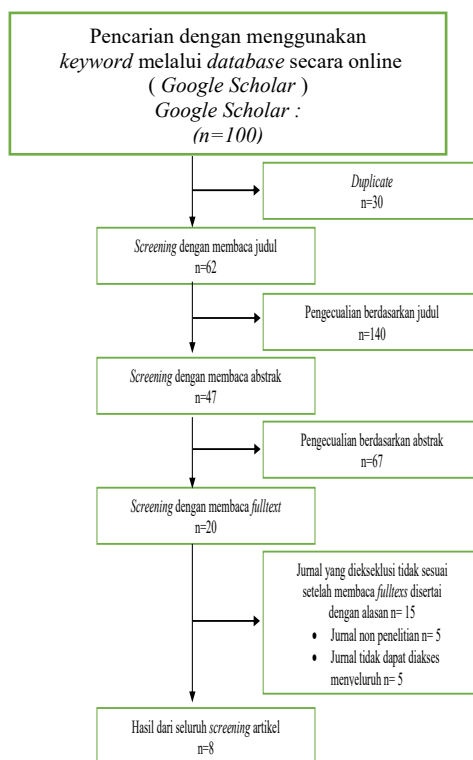 Pencarian dengan menggunakan
keyword melalui database secara online
( Google Scholar )
Google Scholar :
(n=100)
Duplicate
n=30
Screening dengan membaca judul
n=62
Pengecualian berdasarkan judul
n=140
Screening dengan membaca abstrak
n=47
Pengecualian berdasarkan abstrak
n=67
Screening dengan membaca fulltext
n=20
Jurnal yang diekseklusi tidak sesuai
setelah membaca fulltexs disertai
dengan alasan n= 15
• Jurnal non penelitian n= 5
• Jurnal tidak dapat diakses
menyeluruh n= 5
Hasil dari seluruh screening artikel
n=8